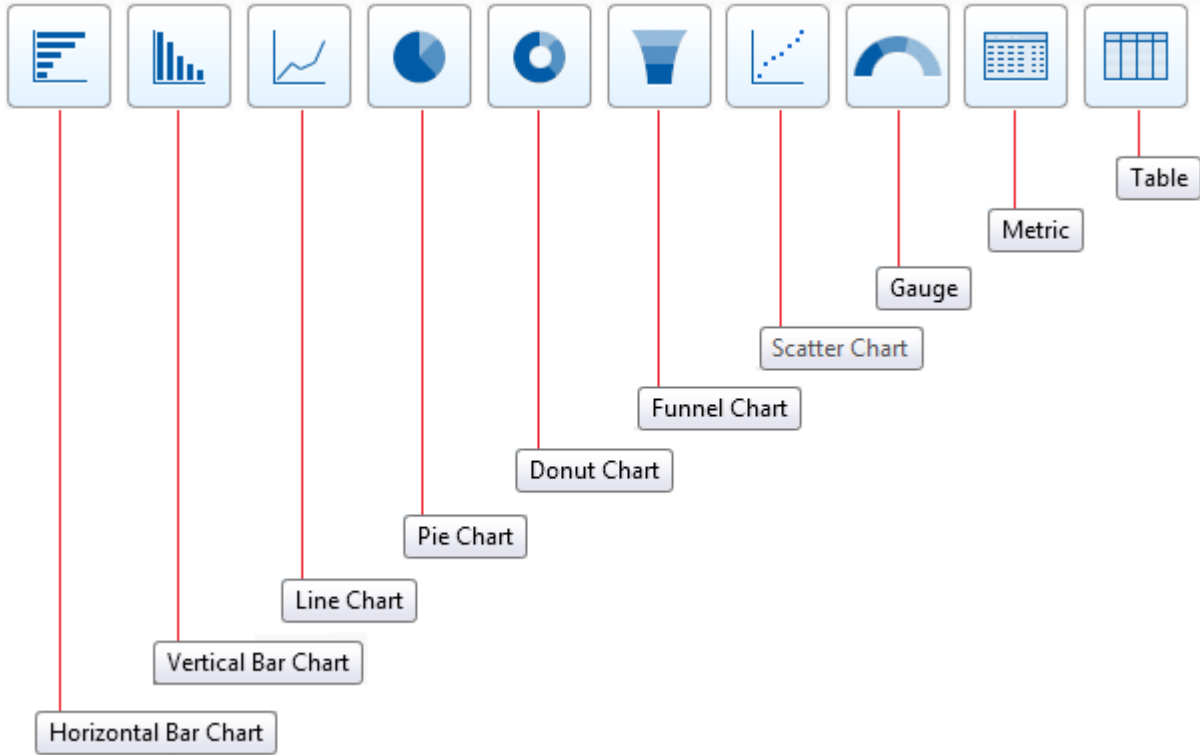 Table
Metric
Gauge
Scatter Chart
Funnel Chart
Donut Chart
Pie Chart
Line Chart
Vertical Bar Chart
Horizontal Bar Chart